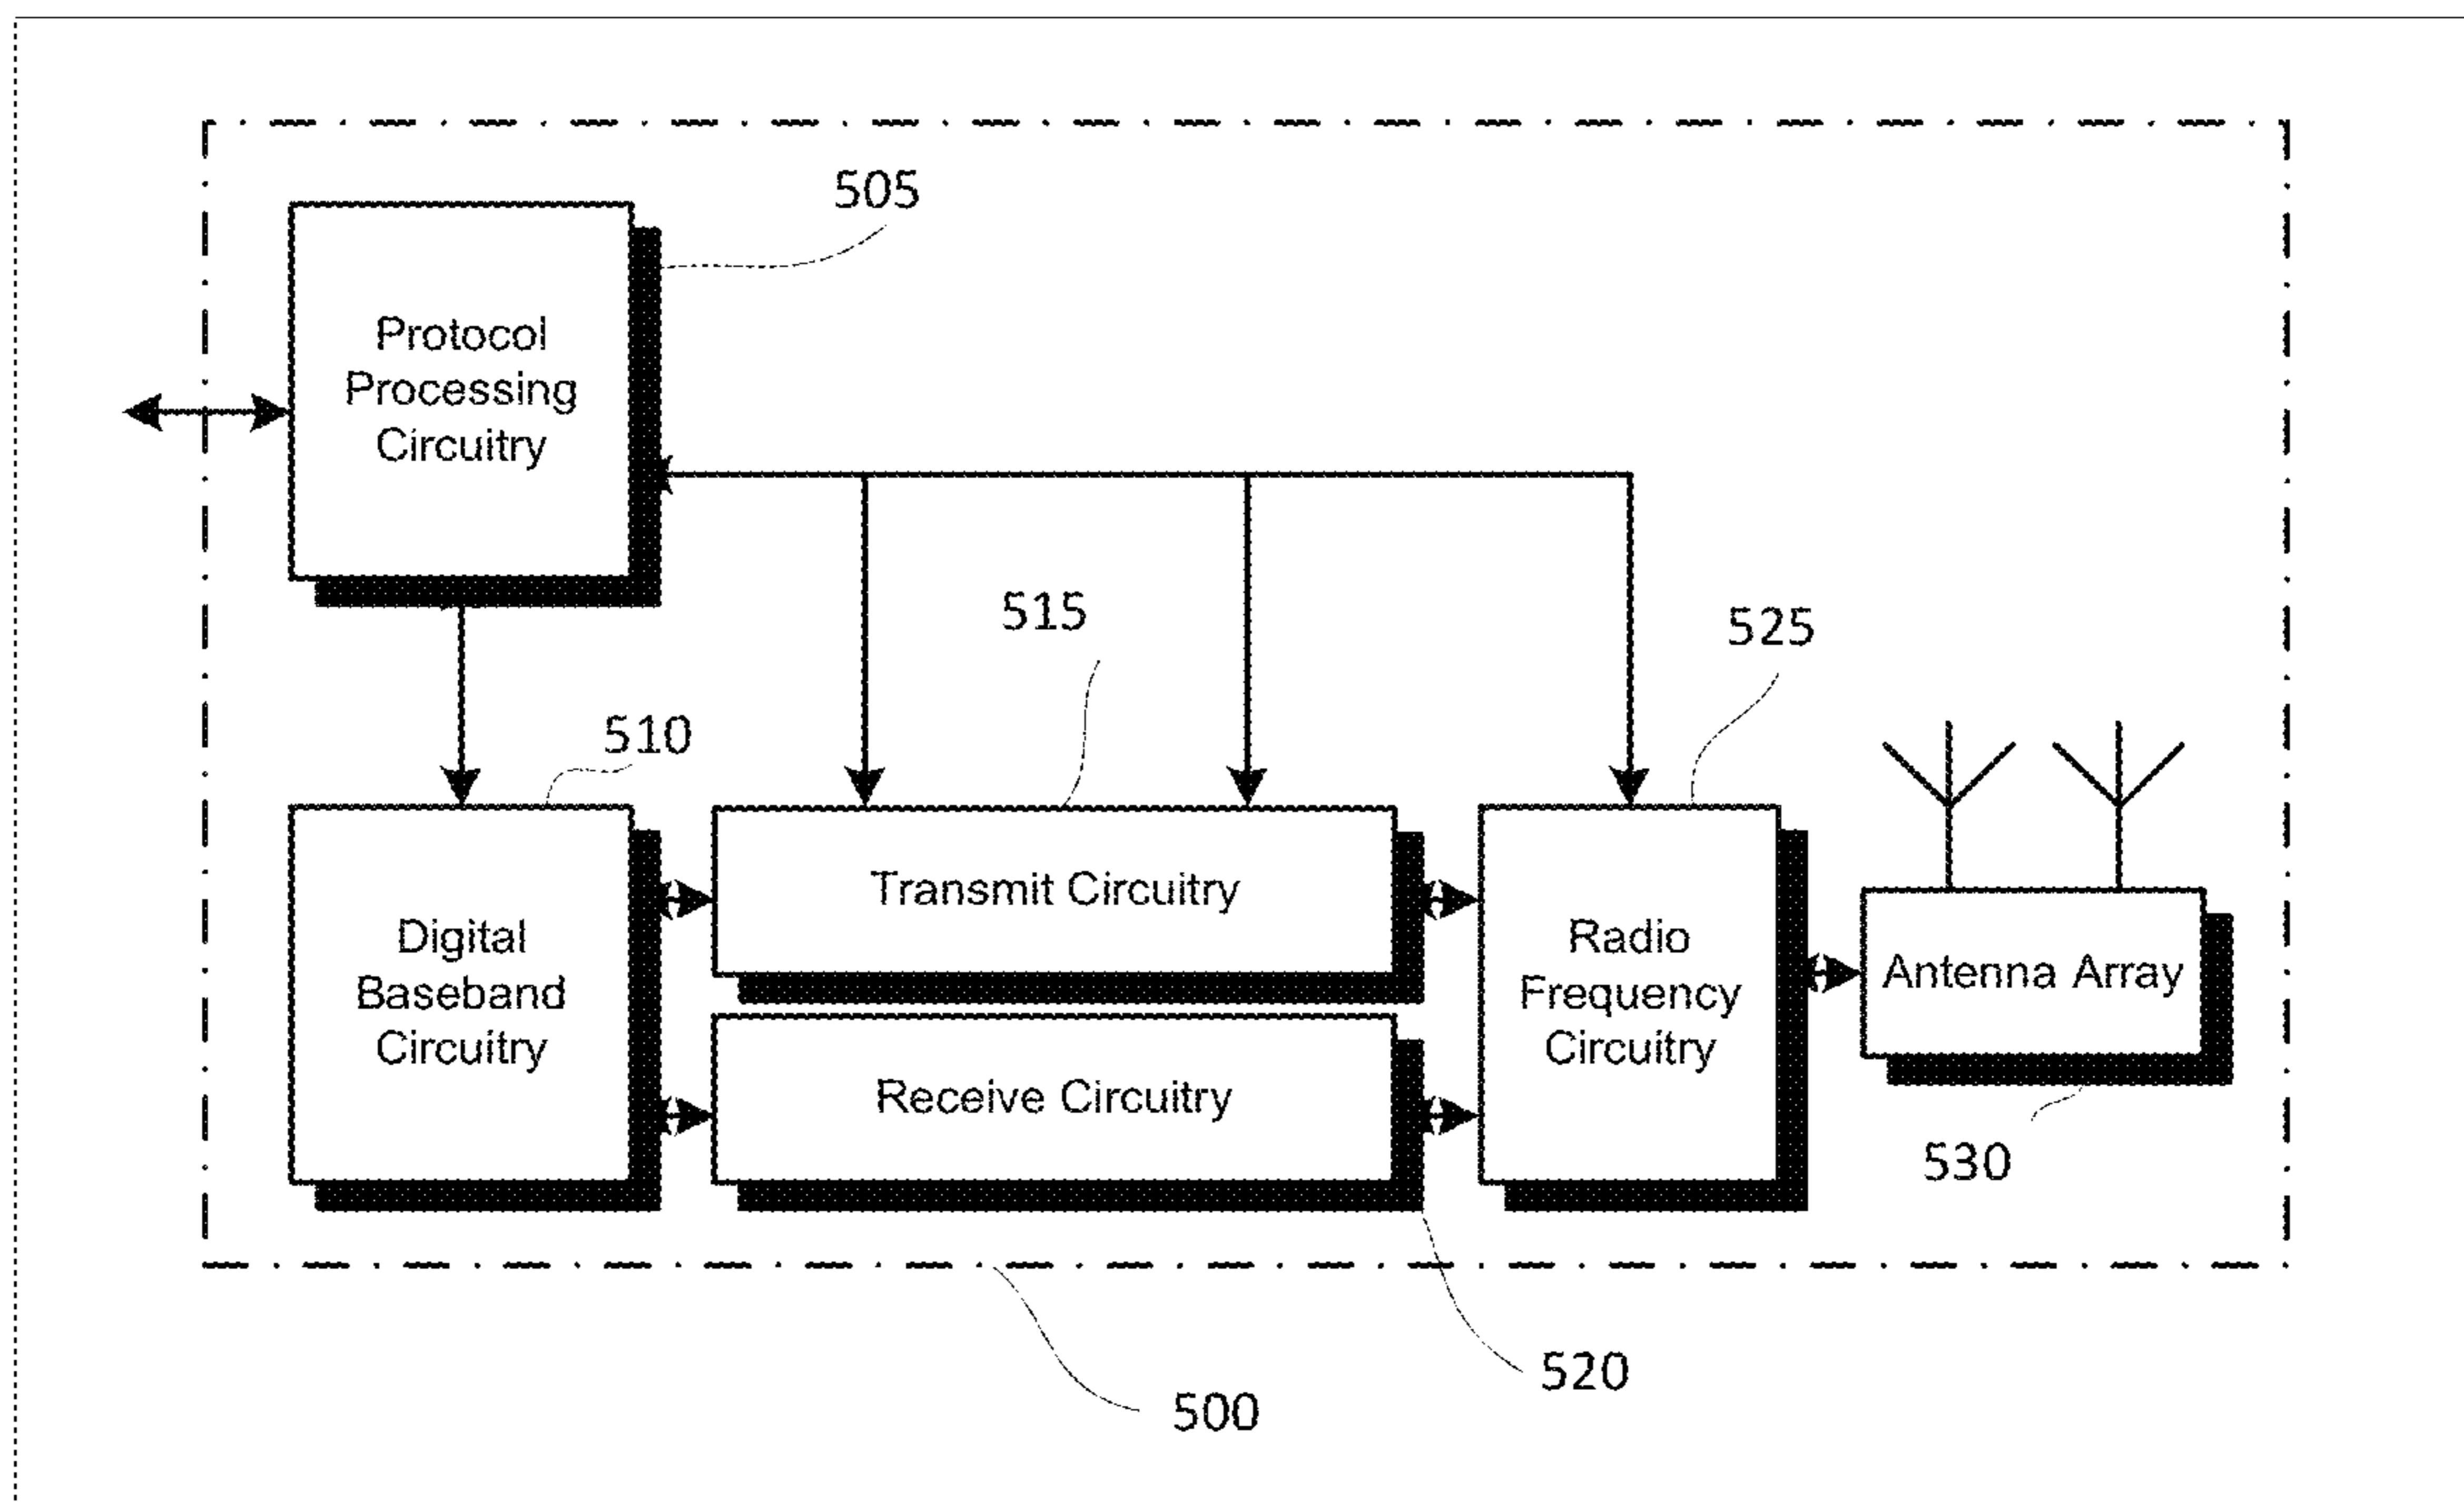 505
Protocol
Processing
Circuitry
515
525
510
Transmit Circuitry
Digital
Baseband
Circuitry
Radio
Frequency
Circuitry
Antenna Array
Receive Circuitry
530
520
500